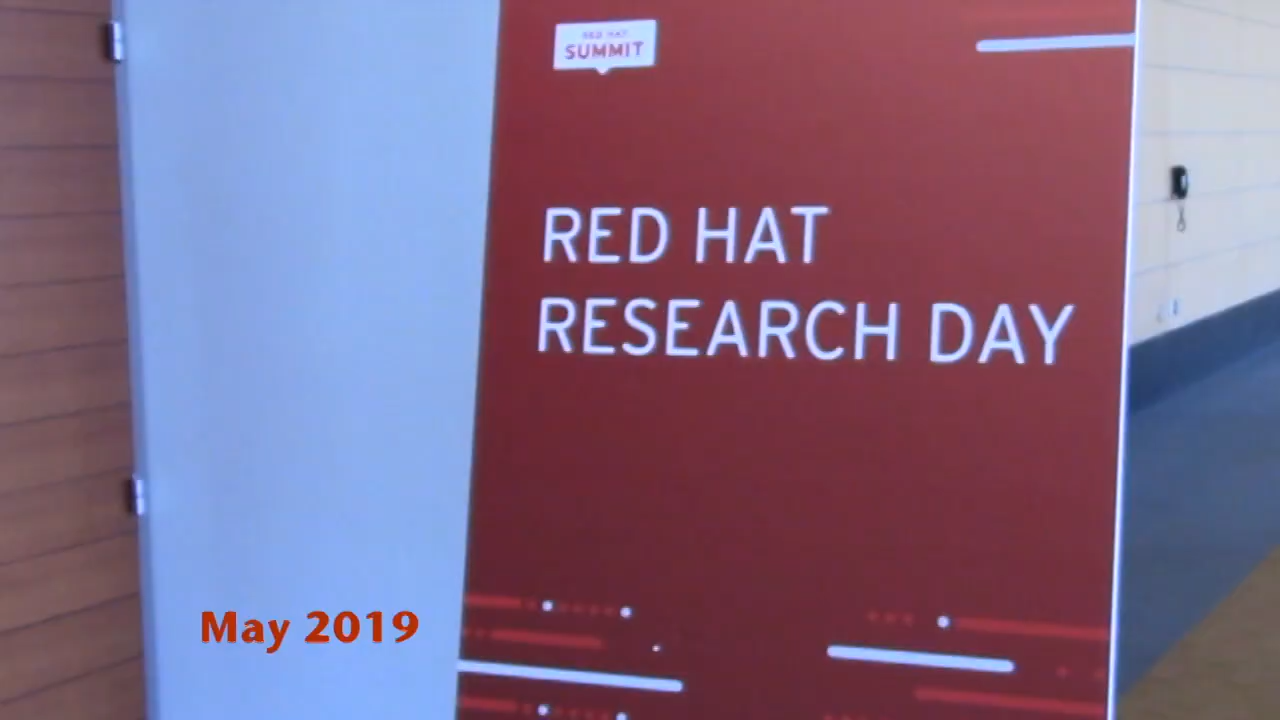 RED HAT
SUMMIT
RED HAT
RESEARCH DAY
May 2019